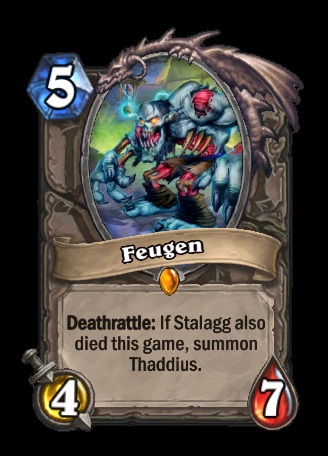 5
Feugen
Deathrattle: If Stalagg also
died this game, summon
Thaddius.
4
7